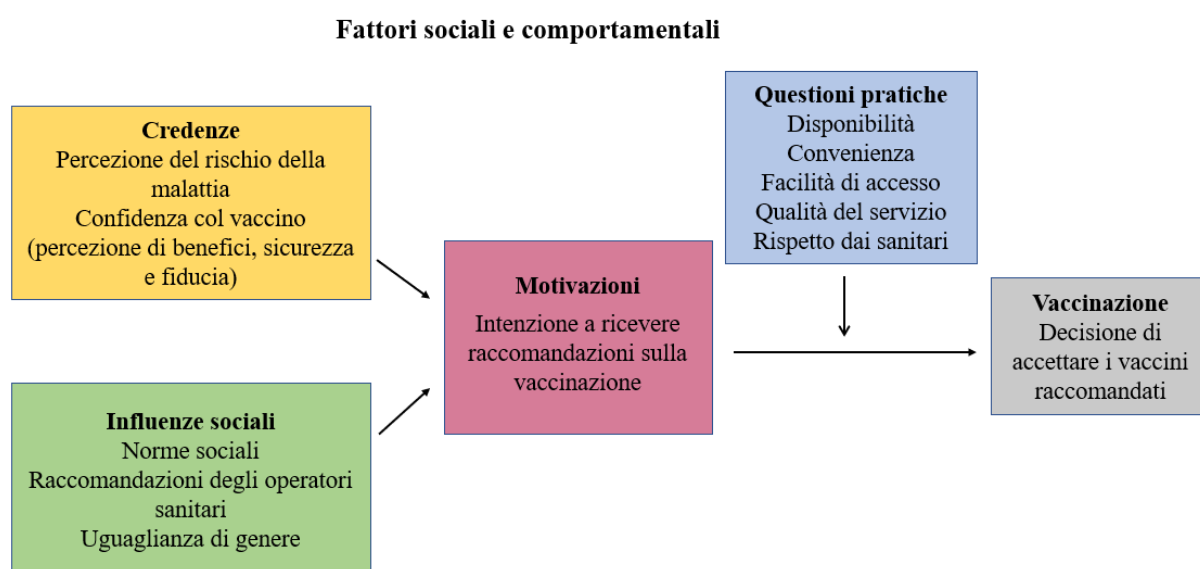 Fattori sociali e comportamentali
Credenze
Percezione del rischio della
malattia
Confidenza col vaccino
(percezione di benefici, sicurezza
e fiducia)
Influenze sociali
Norme sociali
Raccomandazioni degli operatori
sanitari
Uguaglianza di genere
Motivazioni
Intenzione a ricevere
raccomandazioni sulla
vaccinazione
Questioni pratiche
Disponibilità
Convenienza
Facilità di accesso
Qualità del servizio
Rispetto dai sanitari
Vaccinazione
Decisione di
accettare i vaccini
raccomandati